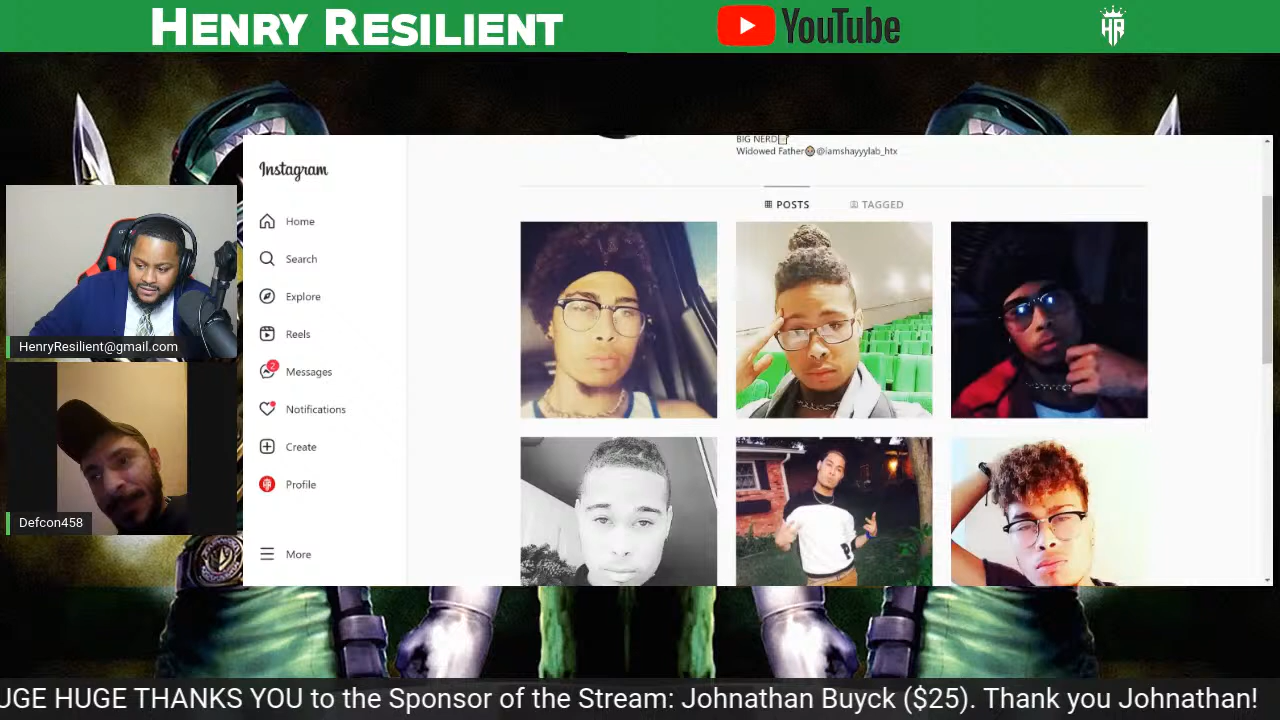 HENRY RESILIENT
YouTube
HR
BIG NERD
Widowed Father @iamshayyylab_htx
Instagram
POSTS
TAGGED
Home
Search
Explore
Reels
2
Messages
Notifications
Create
Profile
More
HenryResilient@gmail.com
Defcon458
UGE HUGE THANKS YOU to the Sponsor of the Stream: Johnathan Buyck ($25). Thank you Johnathan!